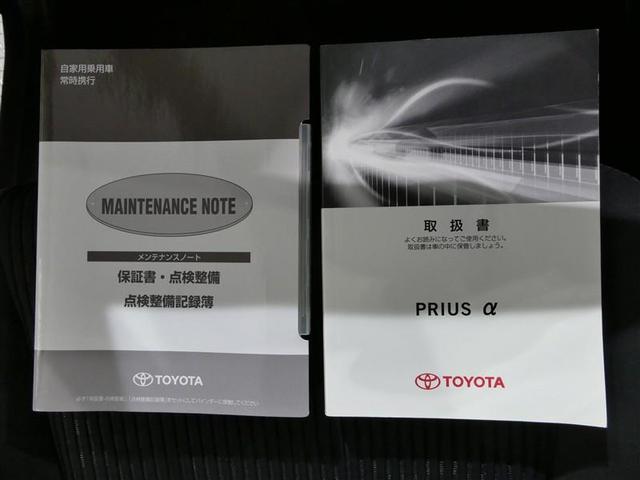 自家用乗用車
常時携行
MAINTENANCE NOTE
メンテナンスノート
保証書・点検整備
点検整備記録簿
TOYOTA
取扱書
よくお読みになってご使用ください。
取扱書は車の中に保管しましょう。
PRIUS α
TOYOTA